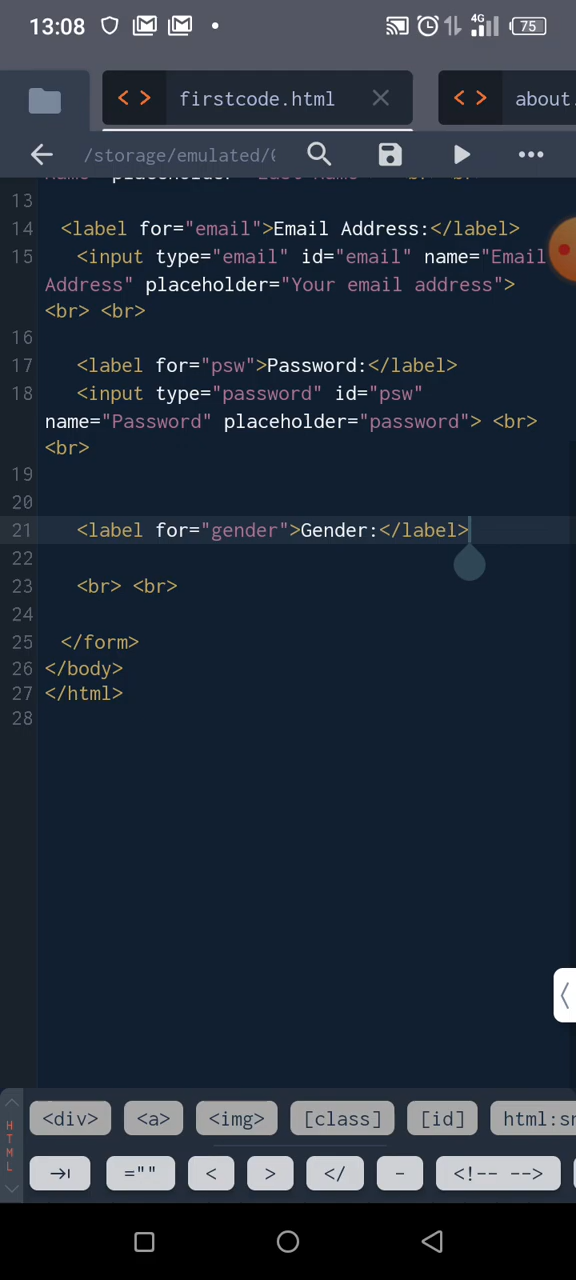 13:08 4G 75
< > firstcode.html × < > about.
/storage/emulated/0
13
14 <label for="email">Email Address:</label>
15 <input type="email" id="email" name="Email
Address" placeholder="Your email address">
<br> <br>
16
17 <label for="psw">Password:</label>
18 <input type="password" id="psw"
name="Password" placeholder="password"> <br>
<br>
19
20
21 <label for="gender">Gender:</label>
22
23 <br> <br>
24
25 </form>
26 </body>
27 </html>
28
HTML
<div> <a> <img> [class] [id]
="" < > </ - <!-- -->